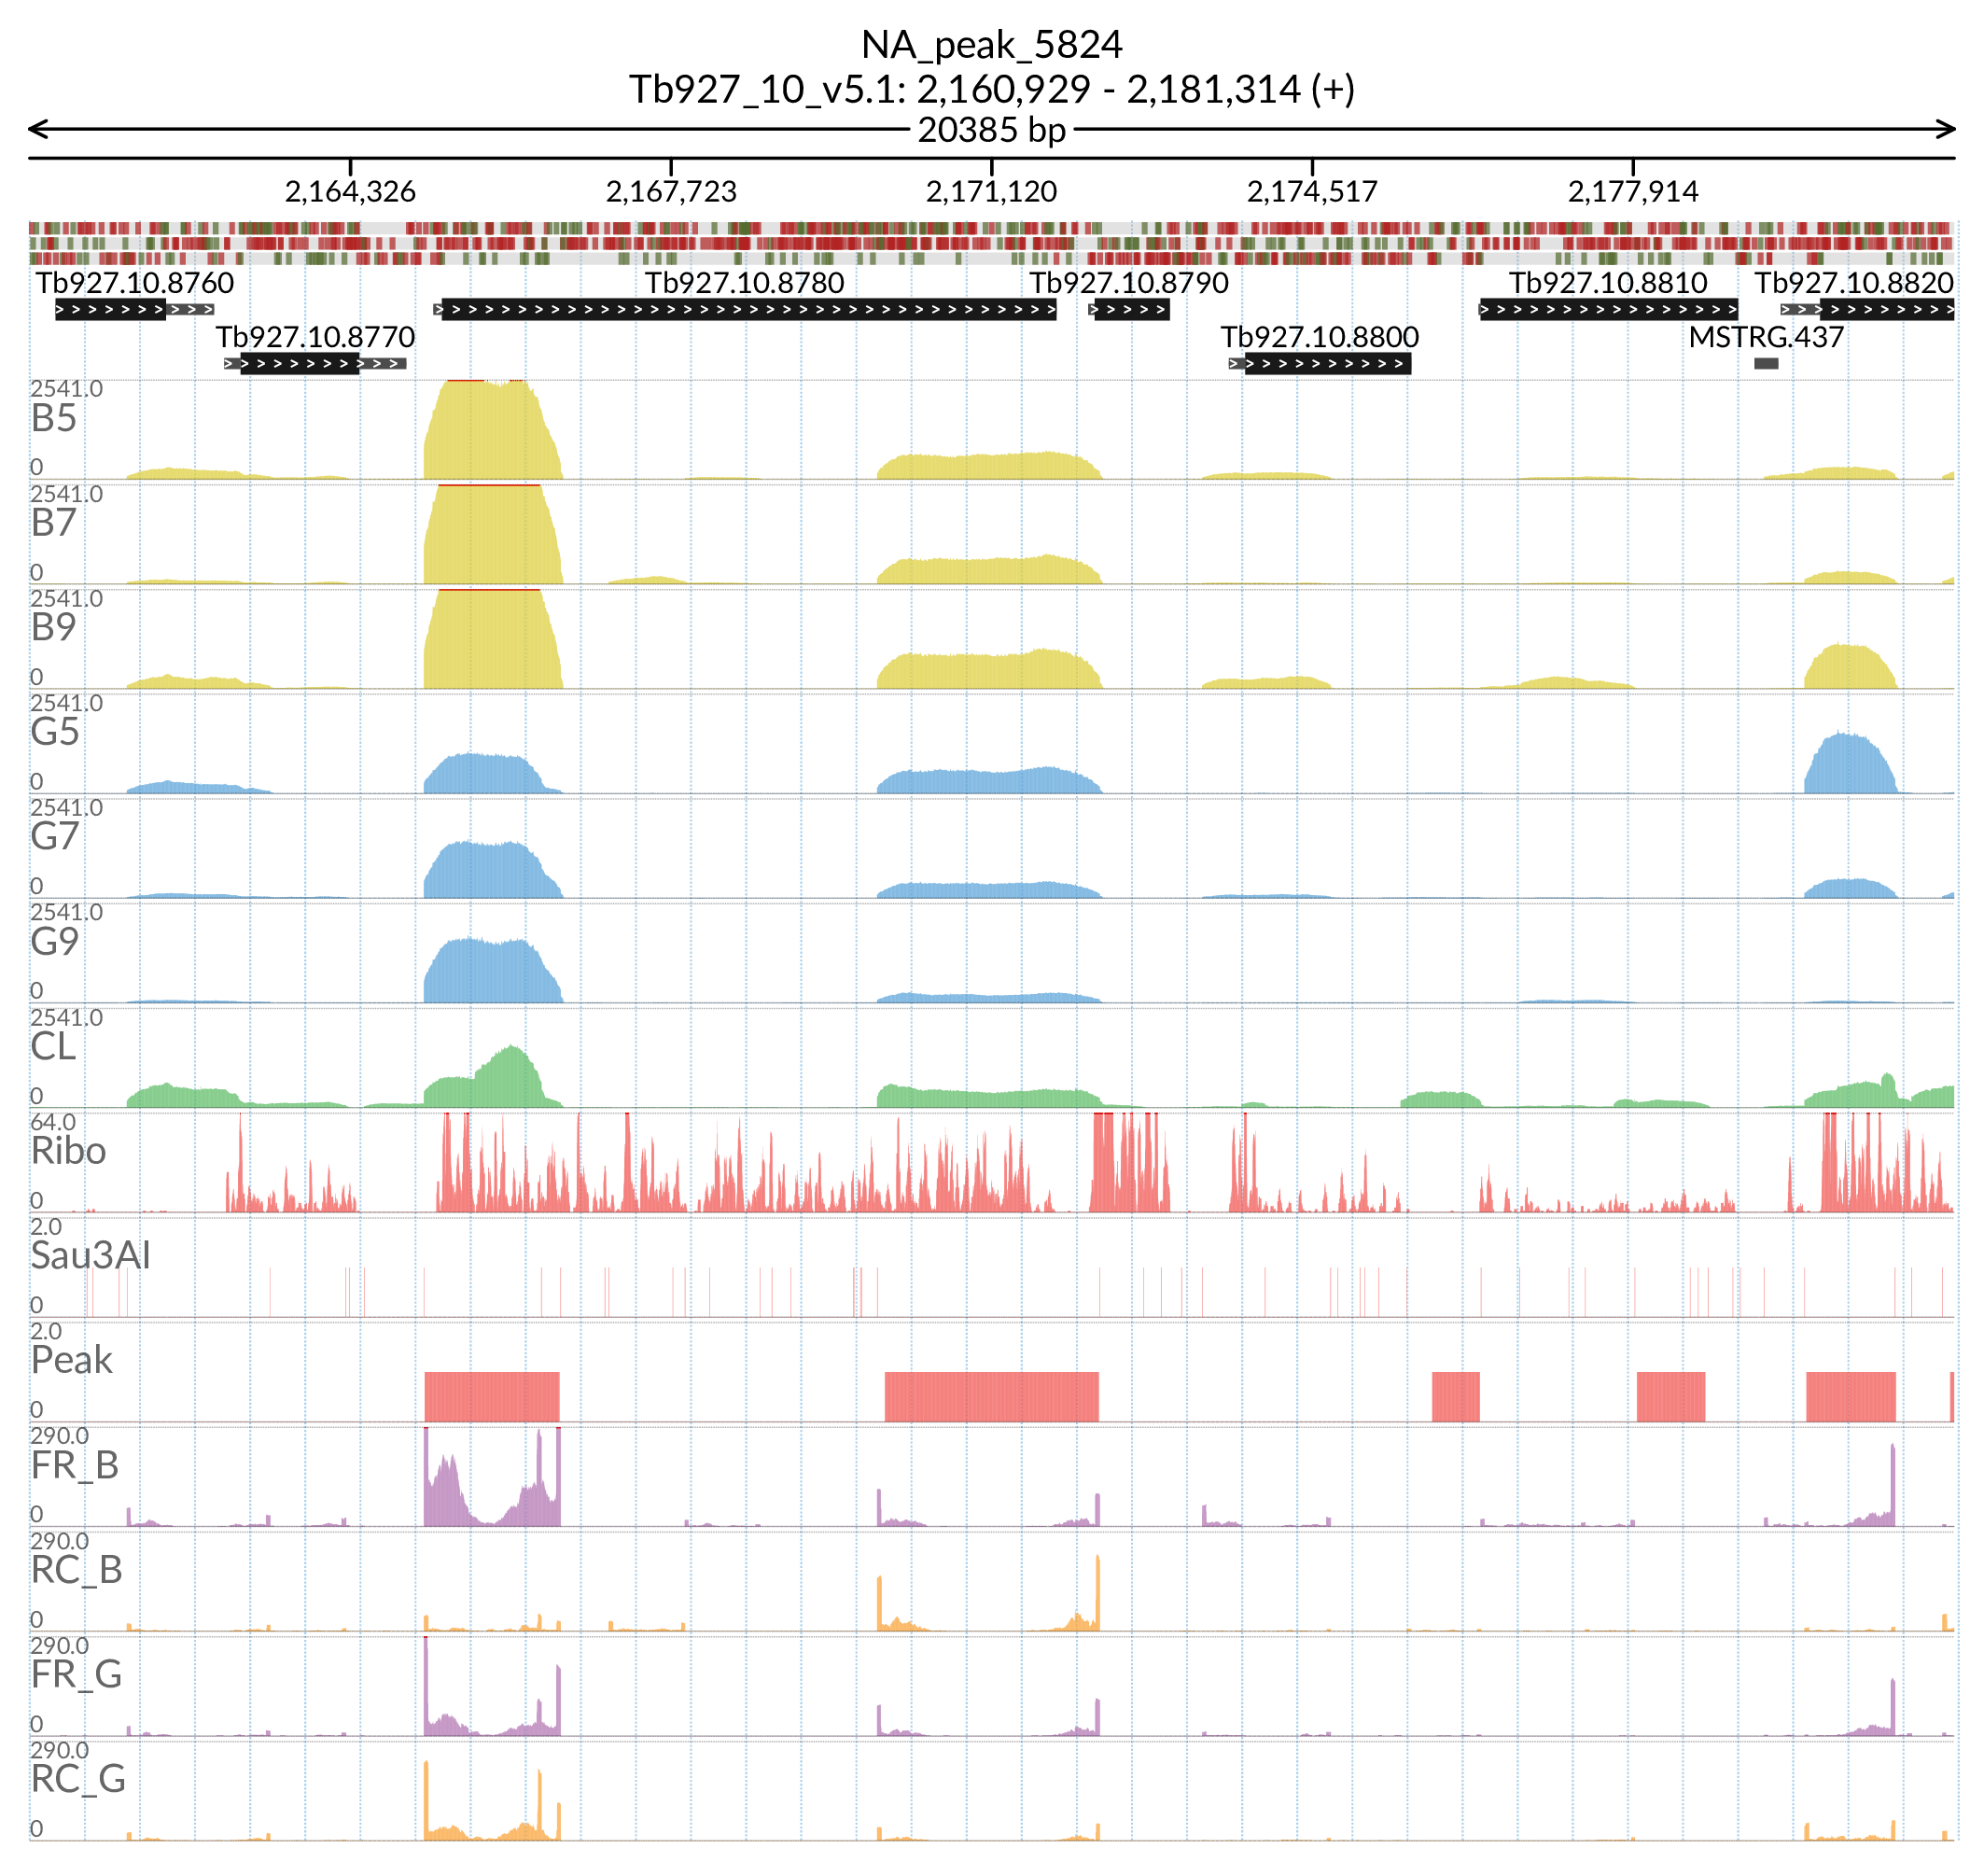 NA_peak_5824
Tb927_10_v5.1: 2,160,929 - 2,181,314 (+)
20385 bp
2,164,326 2,167,723 2,171,120 2,174,517 2,177,914
Tb927.10.8760 Tb927.10.8780 Tb927.10.8790 Tb927.10.8810 Tb927.10.8820
Tb927.10.8770 Tb927.10.8800 MSTRG.437
2541.0
B5
0
2541.0
B7
0
2541.0
B9
0
2541.0
G5
0
2541.0
G7
0
2541.0
G9
0
2541.0
CL
0
64.0
Ribo
0
2.0
Sau3AI
0
2.0
Peak
0
290.0
FR_B
0
290.0
RC_B
0
290.0
FR_G
0
290.0
RC_G
0